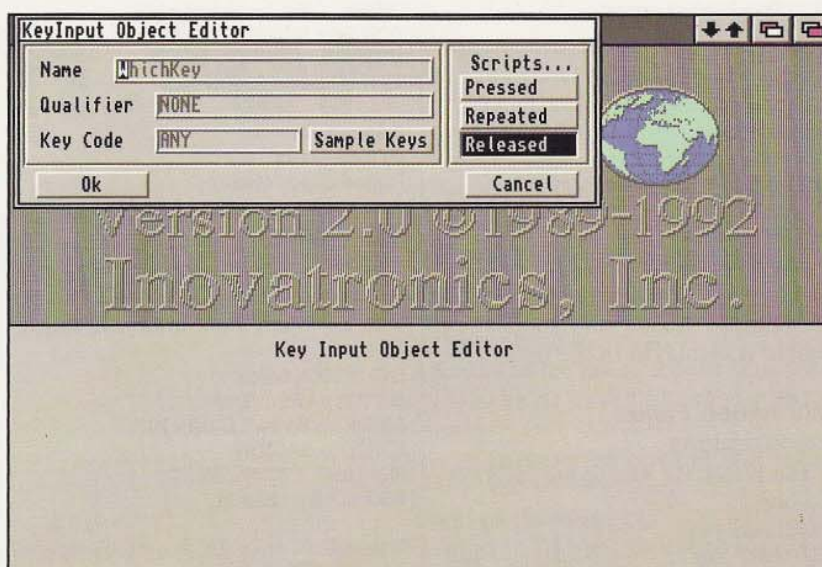 KeyInput Object Editor
Name WhichKey
Qualifier NONE
Key Code ANY Sample Keys
Scripts...
Pressed
Repeated
Released
Ok Cancel
Version 2.0 ©1989-1992
Inovatronics, Inc.
Key Input Object Editor